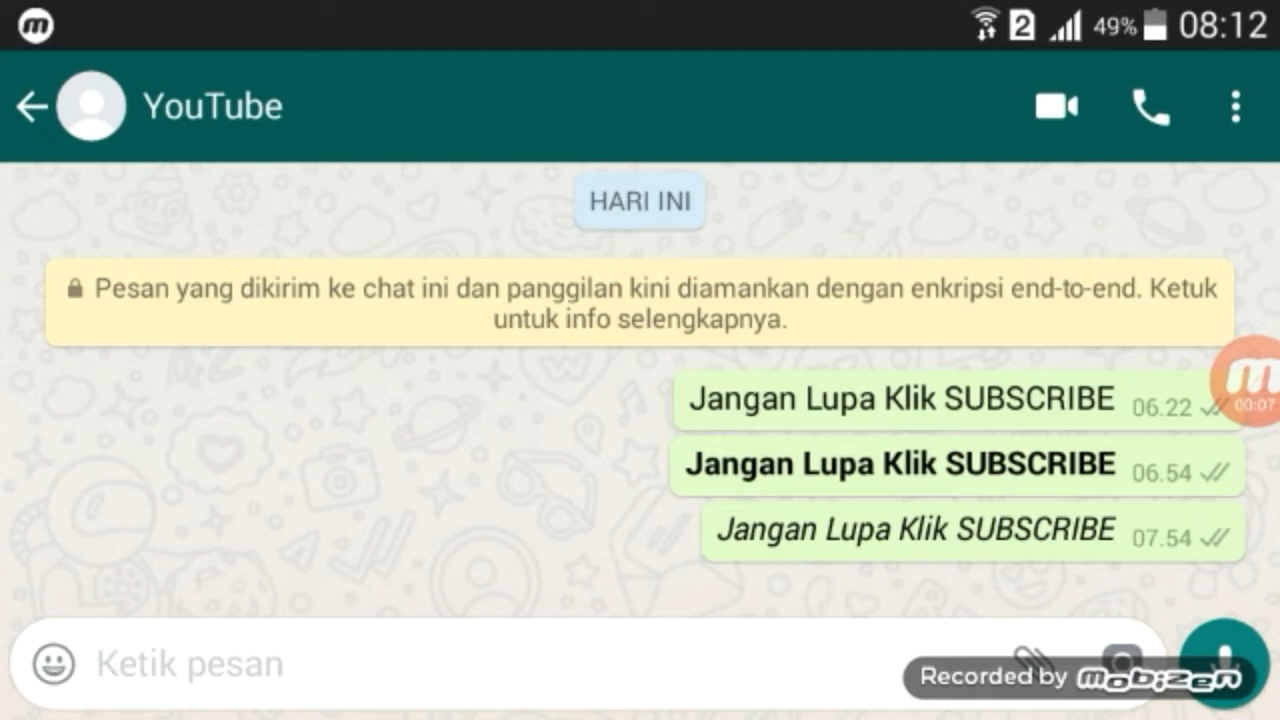 m 2 49% 08:12
YouTube
HARI INI
Pesan yang dikirim ke chat ini dan panggilan kini diamankan dengan enkripsi end-to-end. Ketuk
untuk info selengkapnya.
Jangan Lupa Klik SUBSCRIBE 06.22
m
00:07
Jangan Lupa Klik SUBSCRIBE 06.54
Jangan Lupa Klik SUBSCRIBE 07.54
Ketik pesan
Recorded by mobizen